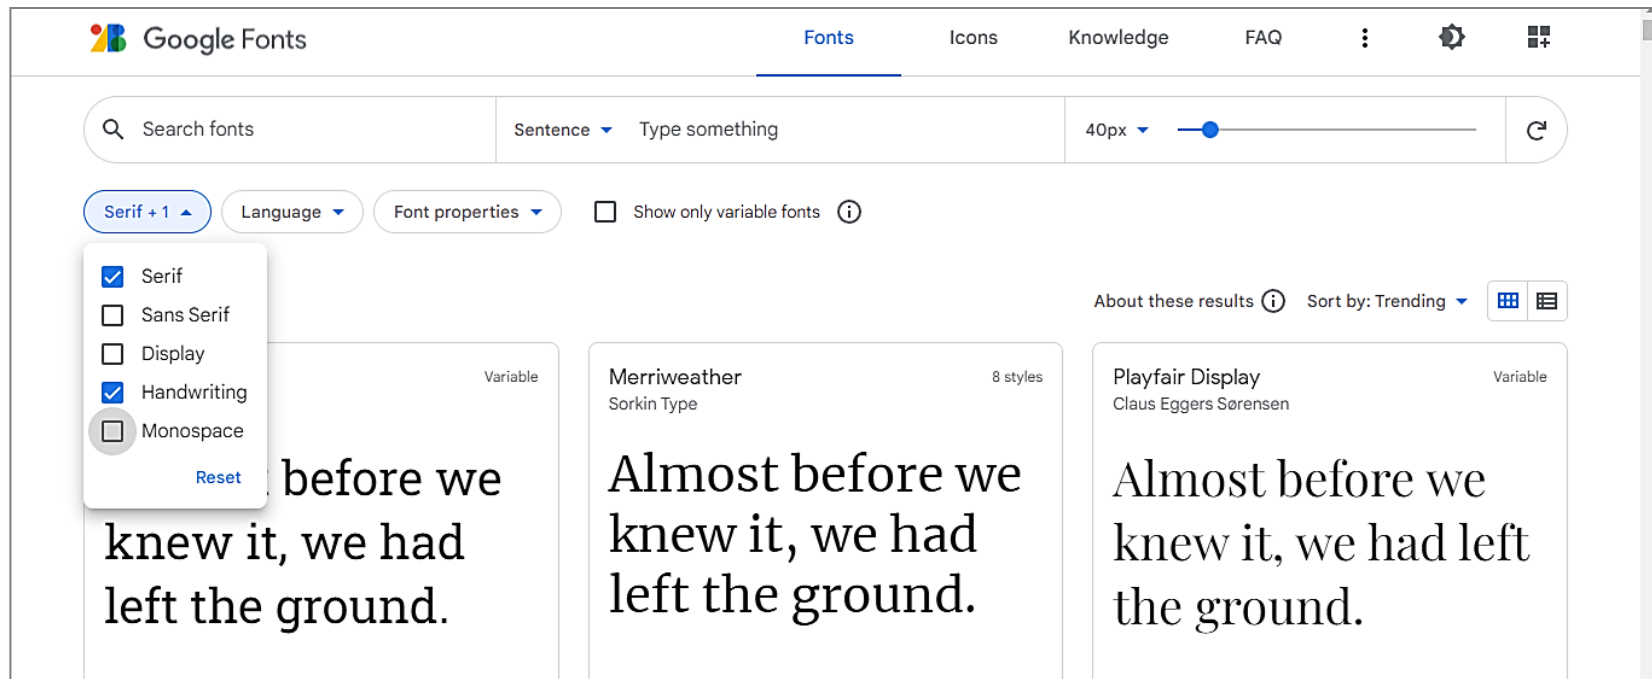 Google Fonts
Fonts Icons Knowledge FAQ
Search fonts Sentence Type something 40px
Serif + 1 Language Font properties Show only variable fonts
Serif
Sans Serif
Display
Handwriting
Monospace
Reset
About these results Sort by: Trending
Variable
before we
knew it, we had
left the ground.
Merriweather 8 styles
Sorkin Type
Almost before we
knew it, we had
left the ground.
Playfair Display Variable
Claus Eggers Sørensen
Almost before we
knew it, we had left
the ground.